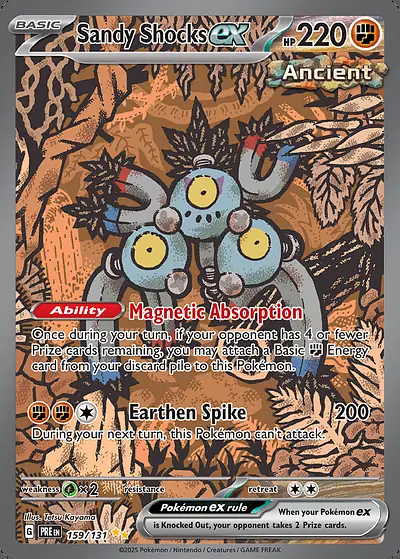 BASIC
Sandy Shocks ex HP 220
Ancient
Ability Magnetic Absorption
Once during your turn, if your opponent has 4 or fewer
Prize cards remaining, you may attach a Basic Energy
card from your discard pile to this Pokémon.
Earthen Spike 200
During your next turn, this Pokémon can't attack.
weakness ×2 resistance retreat
Illus. Tatsu Kayama
Pokémon ex rule
When your Pokémon ex
is Knocked Out, your opponent takes 2 Prize cards.
G PRE EN 159/131
©2025 Pokémon / Nintendo / Creatures / GAME FREAK